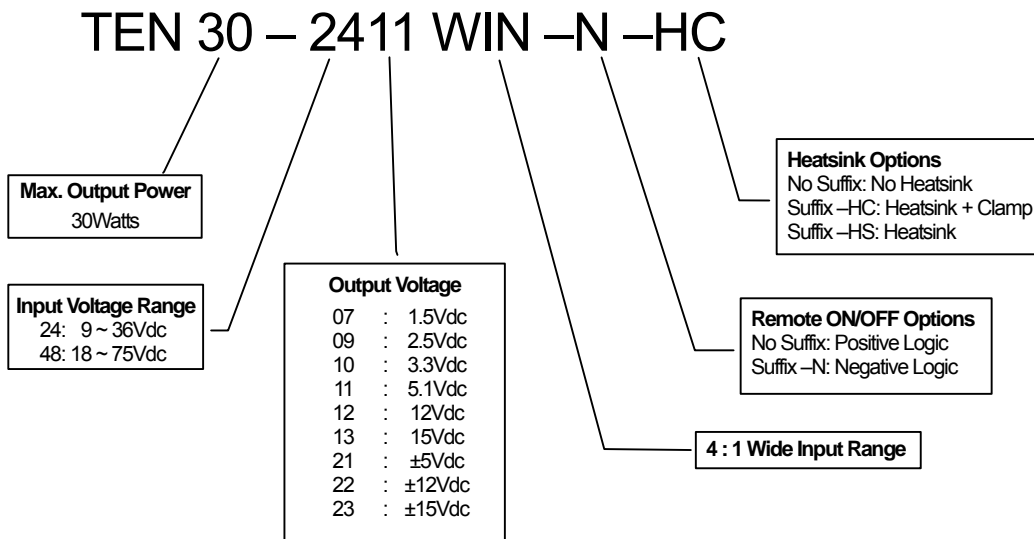 TEN 30 – 2411 WIN –N –HC
Max. Output Power
30Watts
Input Voltage Range
24: 9 ~ 36Vdc
48: 18 ~ 75Vdc
Output Voltage
07 : 1.5Vdc
09 : 2.5Vdc
10 : 3.3Vdc
11 : 5.1Vdc
12 : 12Vdc
13 : 15Vdc
21 : ±5Vdc
22 : ±12Vdc
23 : ±15Vdc
Heatsink Options
No Suffix: No Heatsink
Suffix –HC: Heatsink + Clamp
Suffix –HS: Heatsink
Remote ON/OFF Options
No Suffix: Positive Logic
Suffix –N: Negative Logic
4 : 1 Wide Input Range